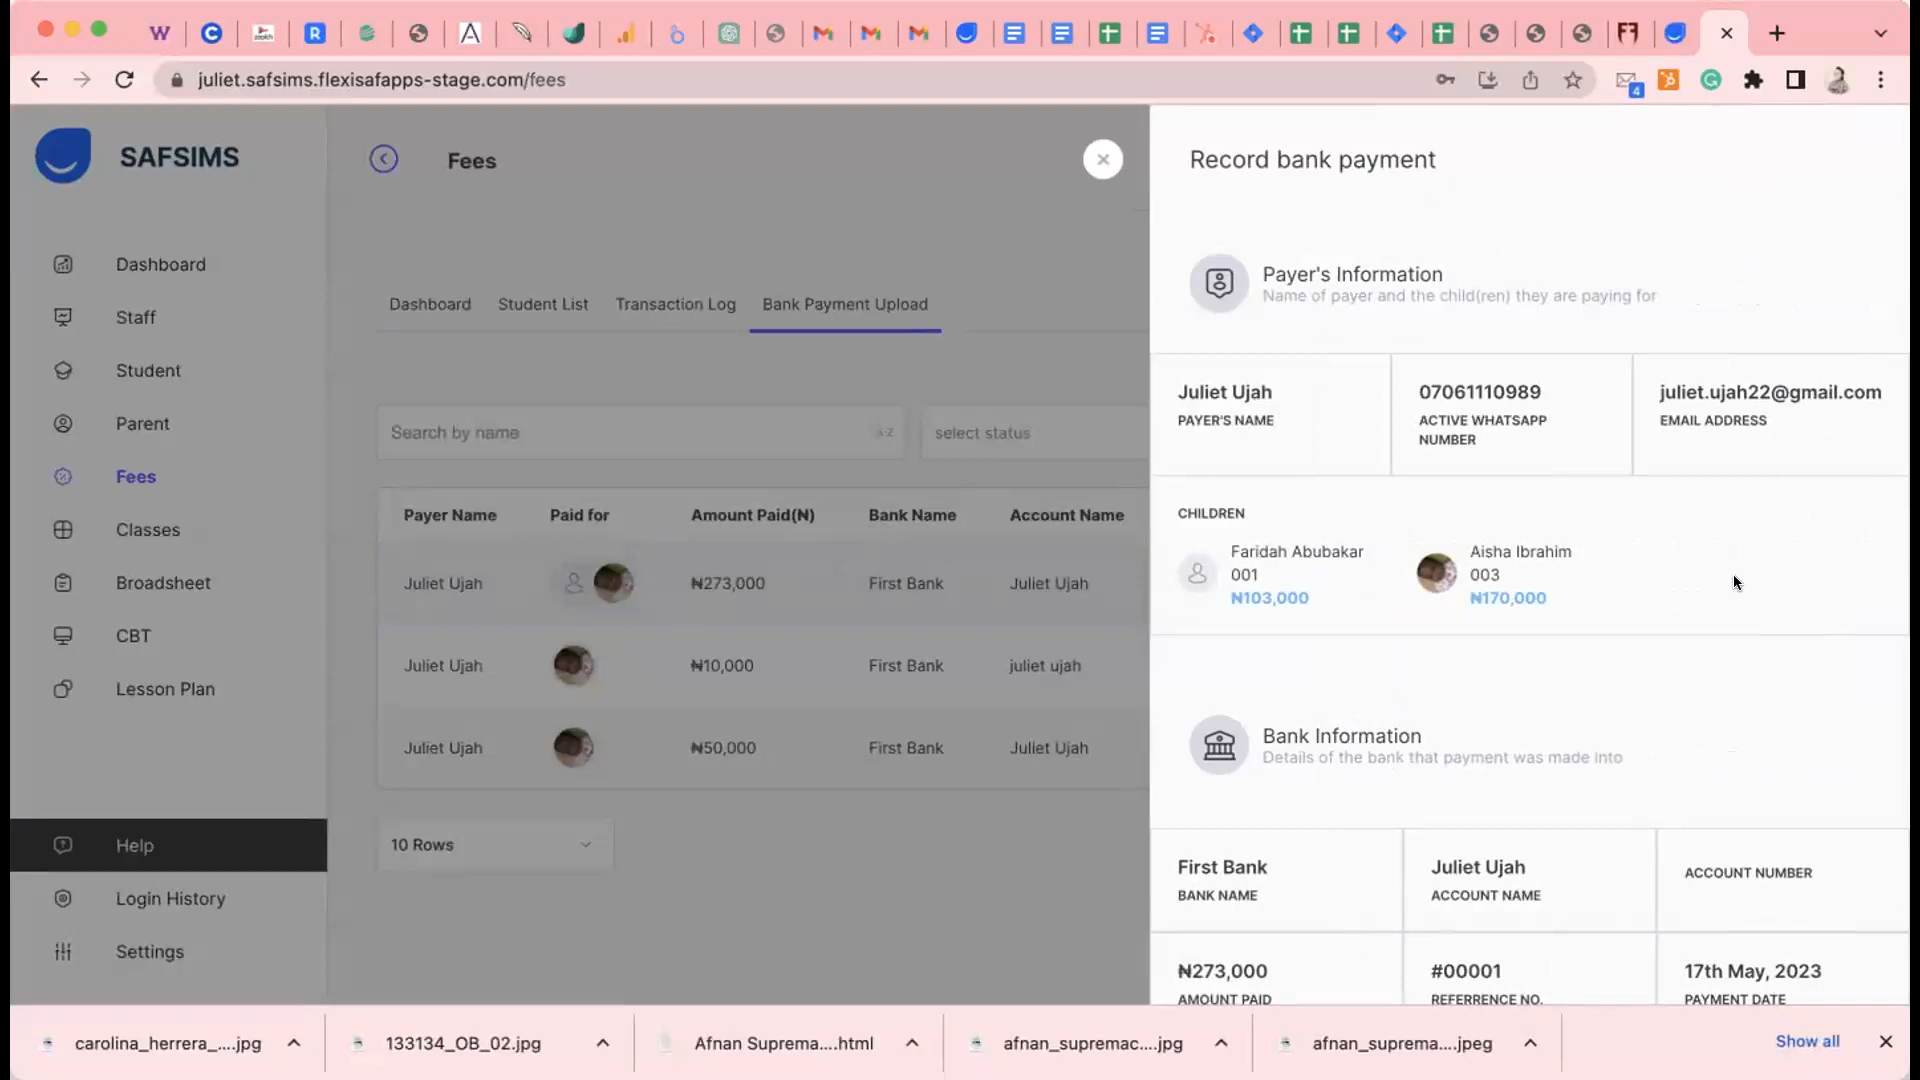 juliet.safsims.flexisafapps-stage.com/fees
4
SAFSIMS
Dashboard
Staff
Student
Parent
Fees
Classes
Broadsheet
CBT
Lesson Plan
Help
Login History
Settings
Fees
Dashboard Student List Transaction Log Bank Payment Upload
Search by name
select status
Payer Name Paid for Amount Paid(₦) Bank Name Account Name
Juliet Ujah ₦273,000 First Bank Juliet Ujah
Juliet Ujah ₦10,000 First Bank juliet ujah
Juliet Ujah ₦50,000 First Bank Juliet Ujah
10 Rows
Record bank payment
Payer's Information
Name of payer and the child(ren) they are paying for
Juliet Ujah
PAYER'S NAME
07061110989
ACTIVE WHATSAPP
NUMBER
juliet.ujah22@gmail.com
EMAIL ADDRESS
CHILDREN
Faridah Abubakar
001
₦103,000
Aisha Ibrahim
003
₦170,000
Bank Information
Details of the bank that payment was made into
First Bank
BANK NAME
Juliet Ujah
ACCOUNT NAME
ACCOUNT NUMBER
₦273,000
AMOUNT PAID
#00001
REFERRENCE NO.
17th May, 2023
PAYMENT DATE
carolina_herrera_....jpg
133134_OB_02.jpg
Afnan Suprema....html
afnan_supremac....jpg
afnan_suprema....jpeg
Show all